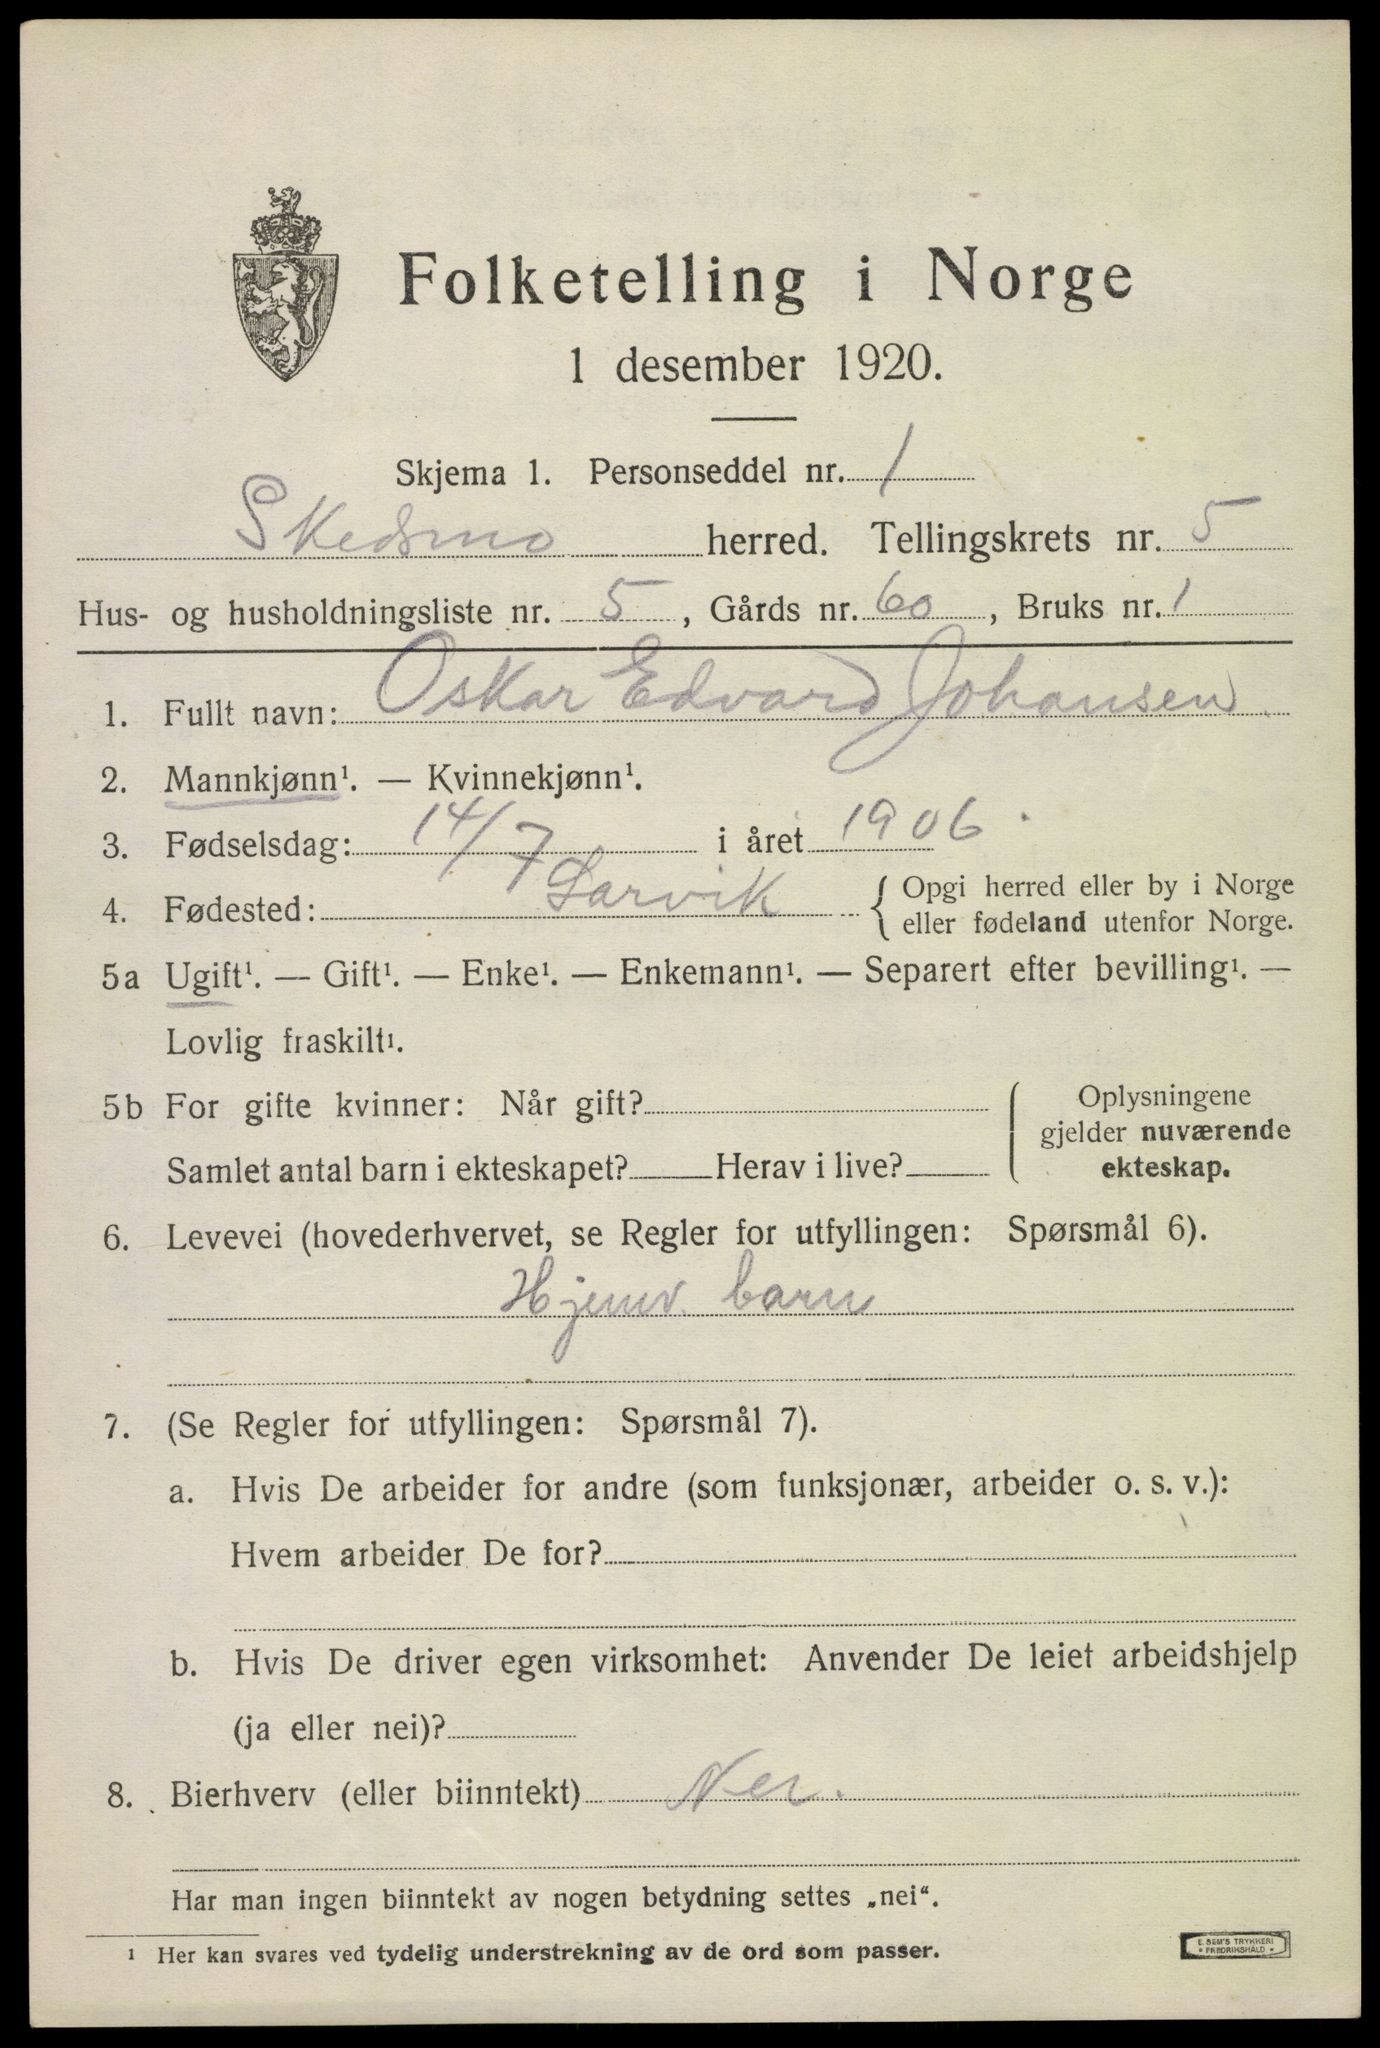 Folketelling i Norge
1 desember 1920.
Skjema 1. Personseddel nr. 1
Skedsmo herred. Tellingskrets nr. 5
Hus- og husholdningsliste nr. 5, Gårds nr. 60, Bruks nr. 1
1. Fullt navn: Oskar Edvard Johansen
2. Mannkjønn¹. — Kvinnekjønn¹.
3. Fødselsdag: 14/7 i året 1906.
4. Fødested: Larvik { Opgi herred eller by i Norge
eller fødeland utenfor Norge.
5a Ugift¹. — Gift¹. — Enke¹. — Enkemann¹. — Separert efter bevilling¹. —
Lovlig fraskilt¹.
5b For gifte kvinner: Når gift?
Samlet antal barn i ekteskapet? Herav i live?
Oplysningene
gjelder nuværende
ekteskap.
6. Levevei (hovederhvervet, se Regler for utfyllingen: Spørsmål 6).
Hjemv. barn
7. (Se Regler for utfyllingen: Spørsmål 7).
a. Hvis De arbeider for andre (som funksjonær, arbeider o. s. v.):
Hvem arbeider De for?
b. Hvis De driver egen virksomhet: Anvender De leiet arbeidshjelp
(ja eller nei)?
8. Bierhverv (eller biinntekt) Nei.
Har man ingen biinntekt av nogen betydning settes „nei“.
¹ Her kan svares ved tydelig understrekning av de ord som passer.
E. SEM'S TRYKKERI
FREDRIKSHALD